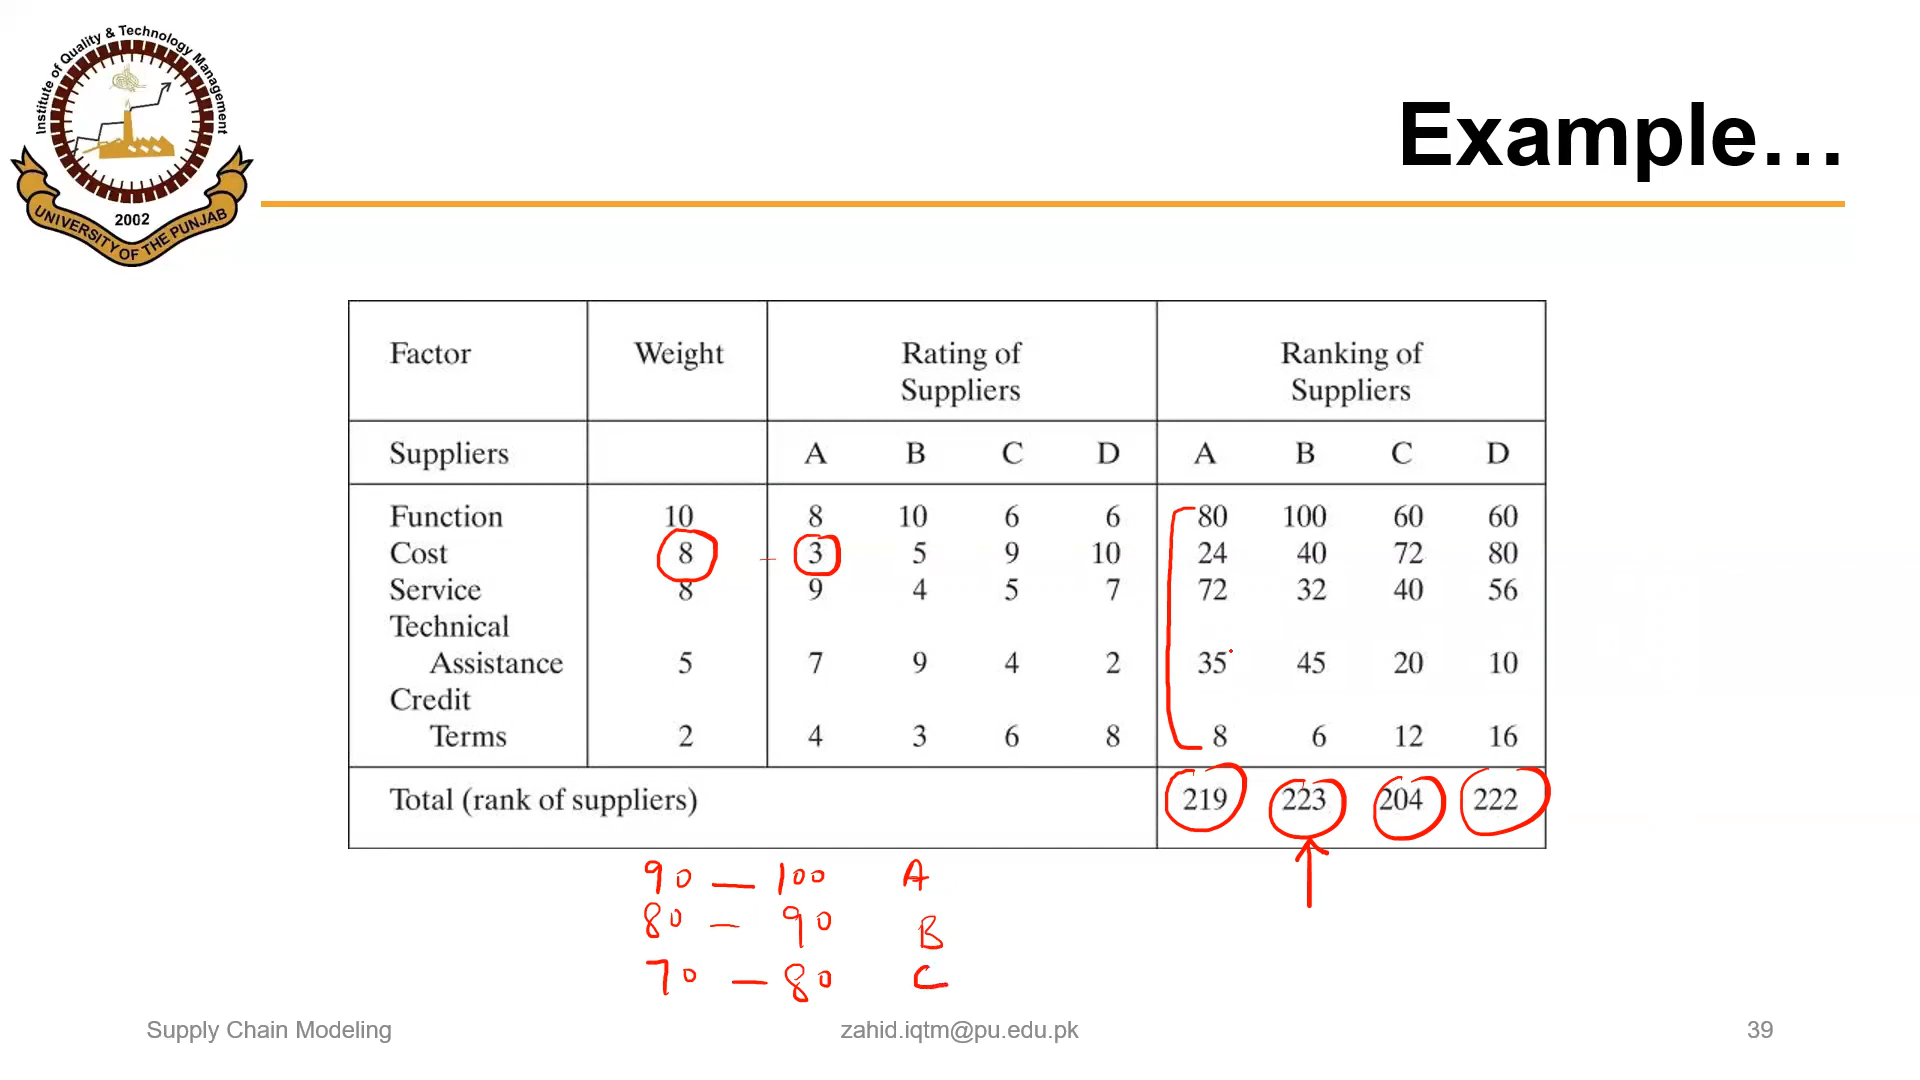 Institute of Quality & Technology Management
2002
UNIVERSITY OF THE PUNJAB
Example...
Factor Weight Rating of Suppliers Ranking of Suppliers
Suppliers A B C D A B C D
Function 10 8 10 6 6 80 100 60 60
Cost 8 3 5 9 10 24 40 72 80
Service 8 9 4 5 7 72 32 40 56
Technical
Assistance 5 7 9 4 2 35 45 20 10
Credit
Terms 2 4 3 6 8 8 6 12 16
Total (rank of suppliers) 219 223 204 222
90 — 100 A
80 — 90 B
70 — 80 C
Supply Chain Modeling zahid.iqtm@pu.edu.pk 39